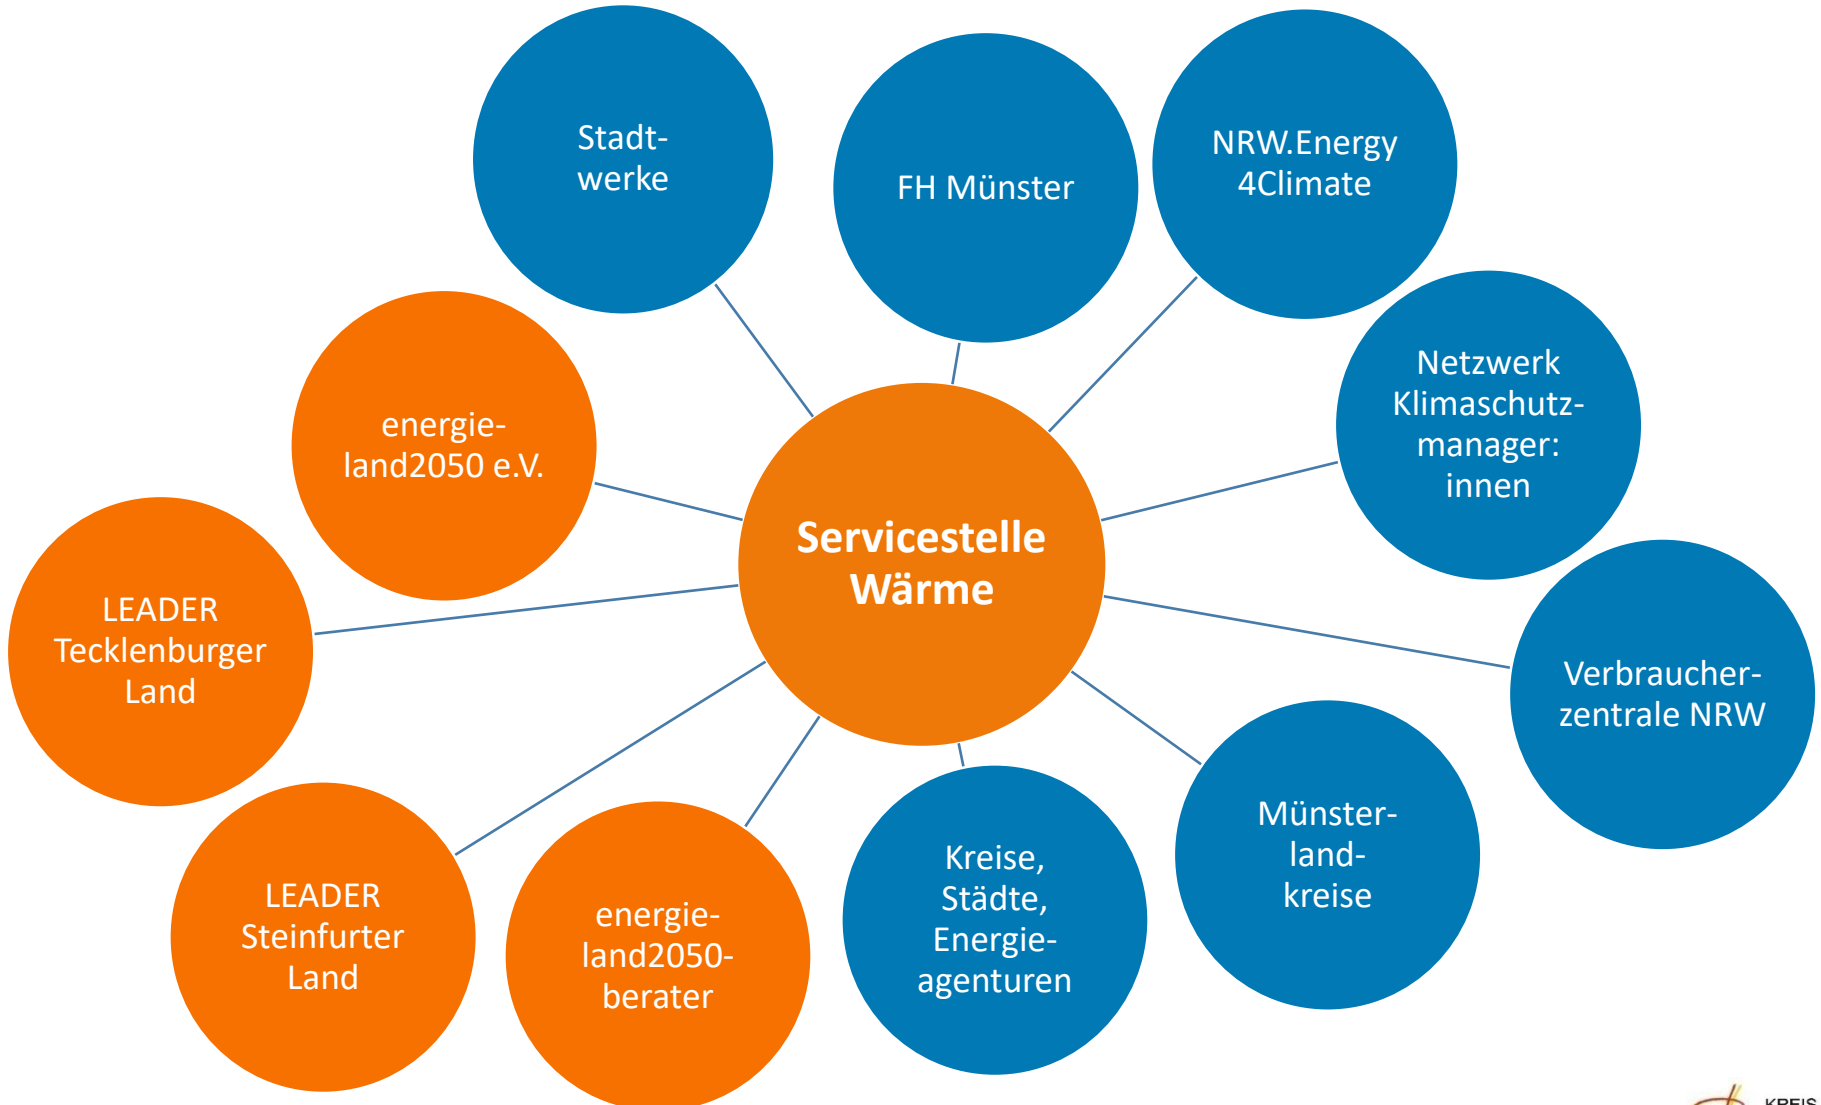 Stadt-
werke
FH Münster
NRW.Energy
4Climate
energie-
land2050 e.V.
Netzwerk
Klimaschutz-
manager:
innen
Servicestelle
Wärme
LEADER
Tecklenburger
Land
Verbraucher-
zentrale NRW
LEADER
Steinfurter
Land
energie-
land2050-
berater
Kreise,
Städte,
Energie-
agenturen
Münster-
land-
kreise
KREIS